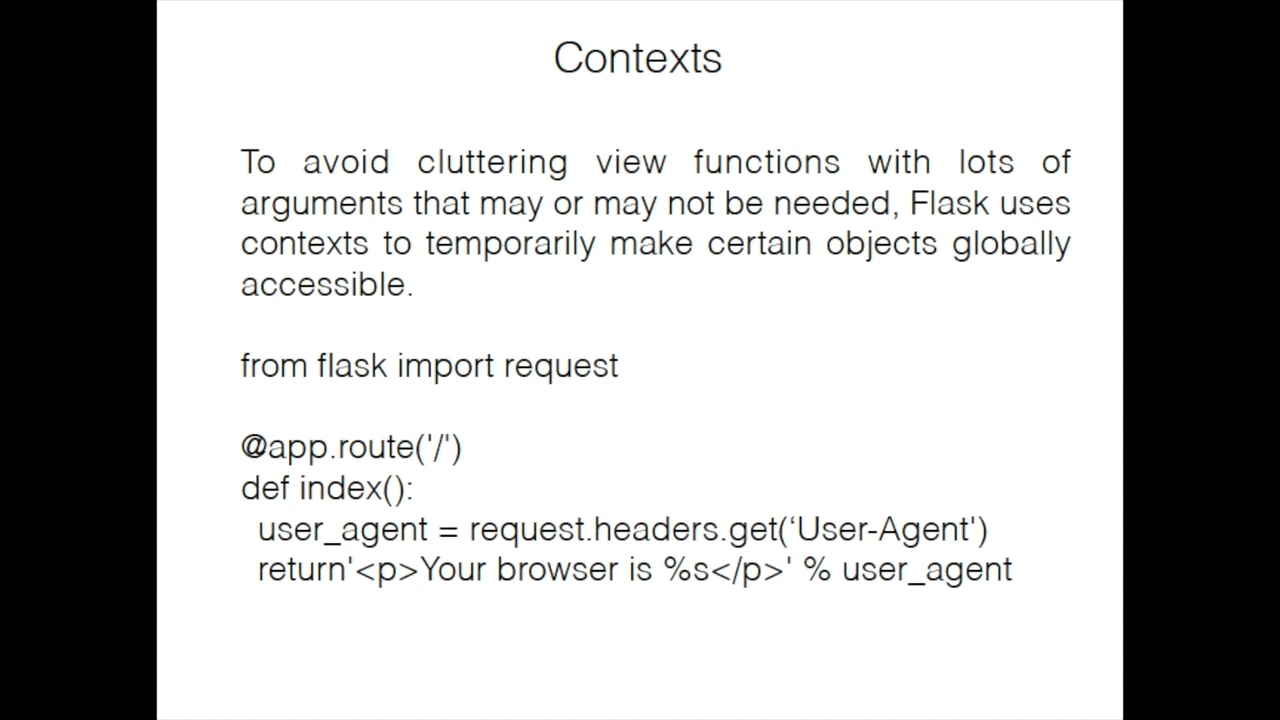 Contexts
To avoid cluttering view functions with lots of
arguments that may or may not be needed, Flask uses
contexts to temporarily make certain objects globally
accessible.
from flask import request
@app.route('/')
def index():
user_agent = request.headers.get(‘User-Agent')
return'<p>Your browser is %s</p>' % user_agent